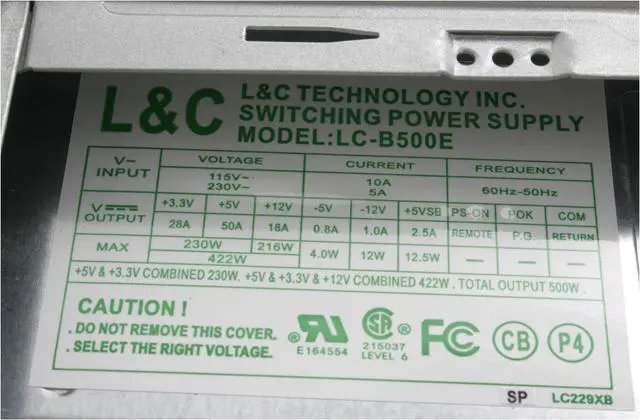 L&C
L&C TECHNOLOGY INC.
SWITCHING POWER SUPPLY
MODEL:LC-B500E
V~ INPUT VOLTAGE CURRENT FREQUENCY
115V~ 10A 60Hz-50Hz
230V~ 5A
V⎓ OUTPUT +3.3V +5V +12V -5V -12V +5VSB PS-ON POK COM
28A 50A 18A 0.8A 1.0A 2.5A REMOTE P.G. RETURN
MAX 230W 216W 4.0W 12W 12.5W — — —
422W
+5V & +3.3V COMBINED 230W. +5V & +3.3V & +12V COMBINED 422W . TOTAL OUTPUT 500W .
CAUTION !
. DO NOT REMOVE THIS COVER.
. SELECT THE RIGHT VOLTAGE.
RU ®
E164554
SA ®
215037
LEVEL 6
FC
CB
P4
SP LC229XB